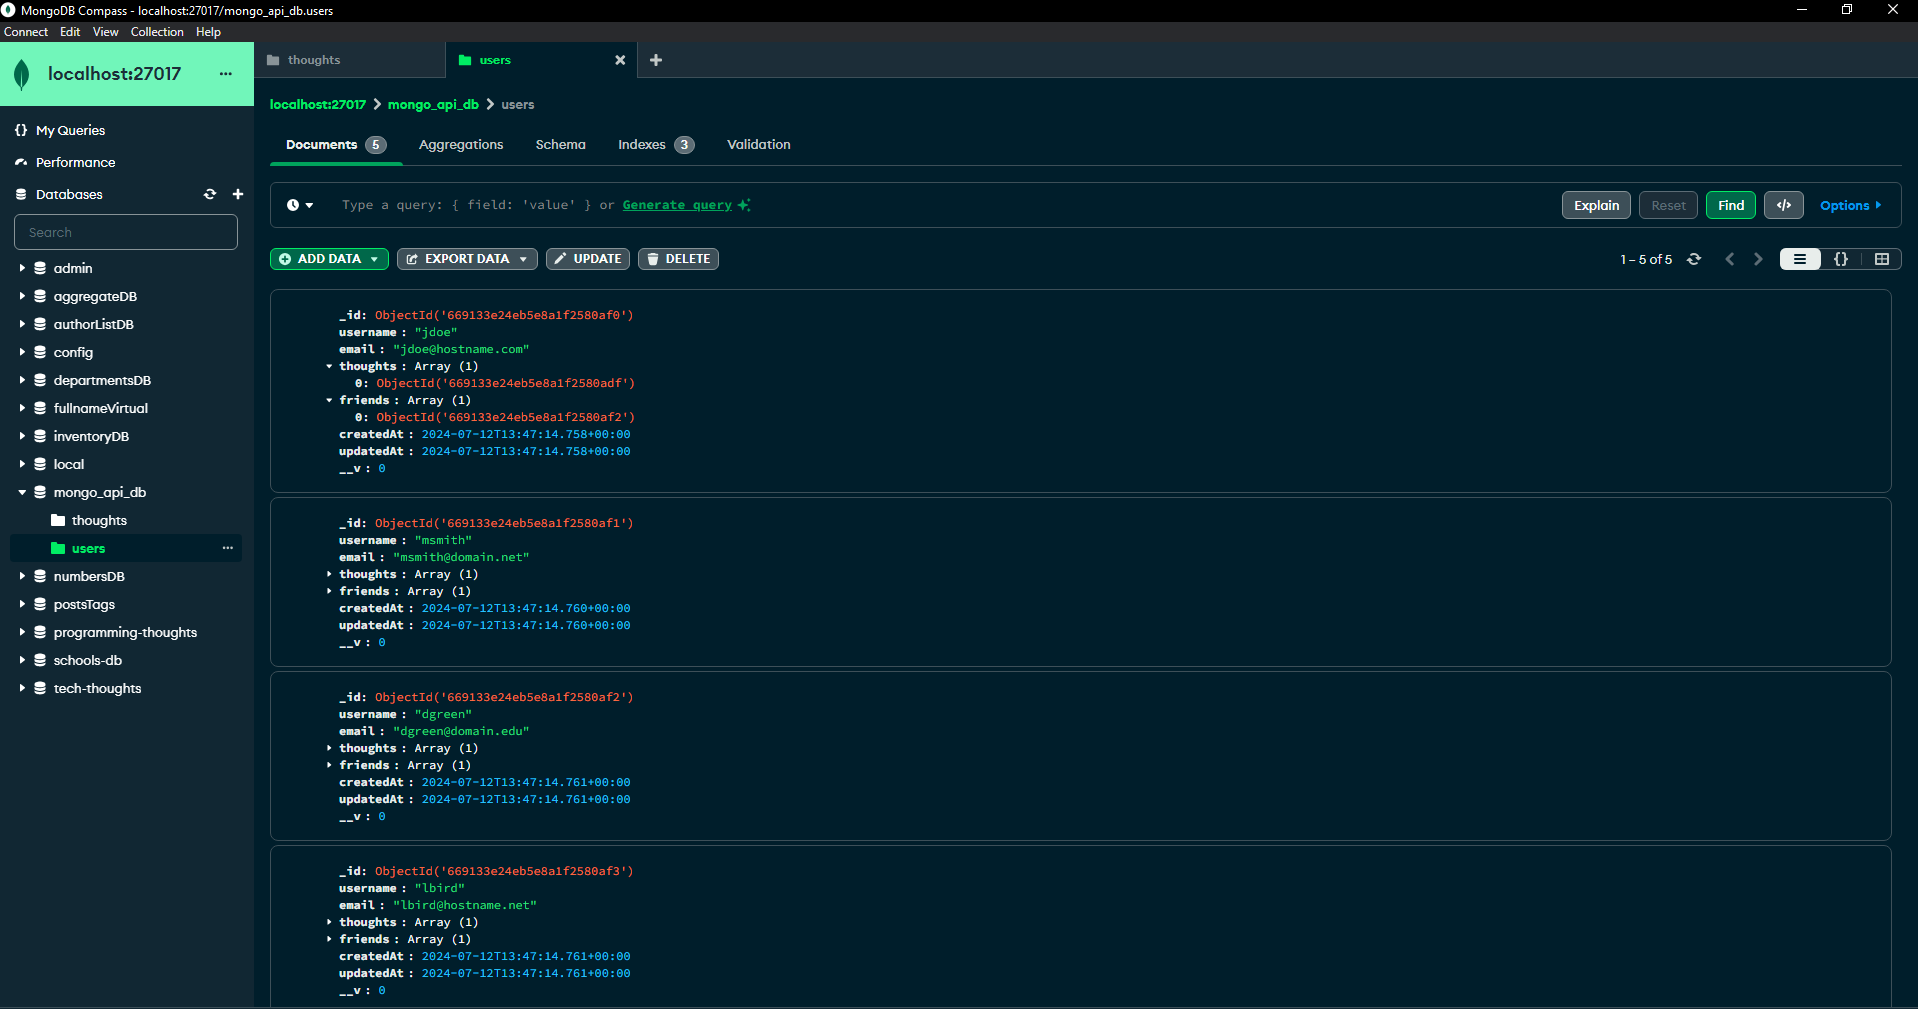 MongoDB Compass - localhost:27017/mongo_api_db.users
Connect Edit View Collection Help
localhost:27017 ...
My Queries
Performance
Databases
Search
admin
aggregateDB
authorListDB
config
departmentsDB
fullnameVirtual
inventoryDB
local
mongo_api_db
thoughts
users ...
numbersDB
postsTags
programming-thoughts
schools-db
tech-thoughts
thoughts users
localhost:27017 > mongo_api_db > users
Documents 5 Aggregations Schema Indexes 3 Validation
Type a query: { field: 'value' } or Generate query Explain Reset Find </> Options
ADD DATA EXPORT DATA UPDATE DELETE 1 – 5 of 5 {}
_id: ObjectId('669133e24eb5e8a1f2580af0')
username : "jdoe"
email : "jdoe@hostname.com"
thoughts : Array (1)
0: ObjectId('669133e24eb5e8a1f2580adf')
friends : Array (1)
0: ObjectId('669133e24eb5e8a1f2580af2')
createdAt : 2024-07-12T13:47:14.758+00:00
updatedAt : 2024-07-12T13:47:14.758+00:00
__v : 0
_id: ObjectId('669133e24eb5e8a1f2580af1')
username : "msmith"
email : "msmith@domain.net"
thoughts : Array (1)
friends : Array (1)
createdAt : 2024-07-12T13:47:14.760+00:00
updatedAt : 2024-07-12T13:47:14.760+00:00
__v : 0
_id: ObjectId('669133e24eb5e8a1f2580af2')
username : "dgreen"
email : "dgreen@domain.edu"
thoughts : Array (1)
friends : Array (1)
createdAt : 2024-07-12T13:47:14.761+00:00
updatedAt : 2024-07-12T13:47:14.761+00:00
__v : 0
_id: ObjectId('669133e24eb5e8a1f2580af3')
username : "lbird"
email : "lbird@hostname.net"
thoughts : Array (1)
friends : Array (1)
createdAt : 2024-07-12T13:47:14.761+00:00
updatedAt : 2024-07-12T13:47:14.761+00:00
__v : 0